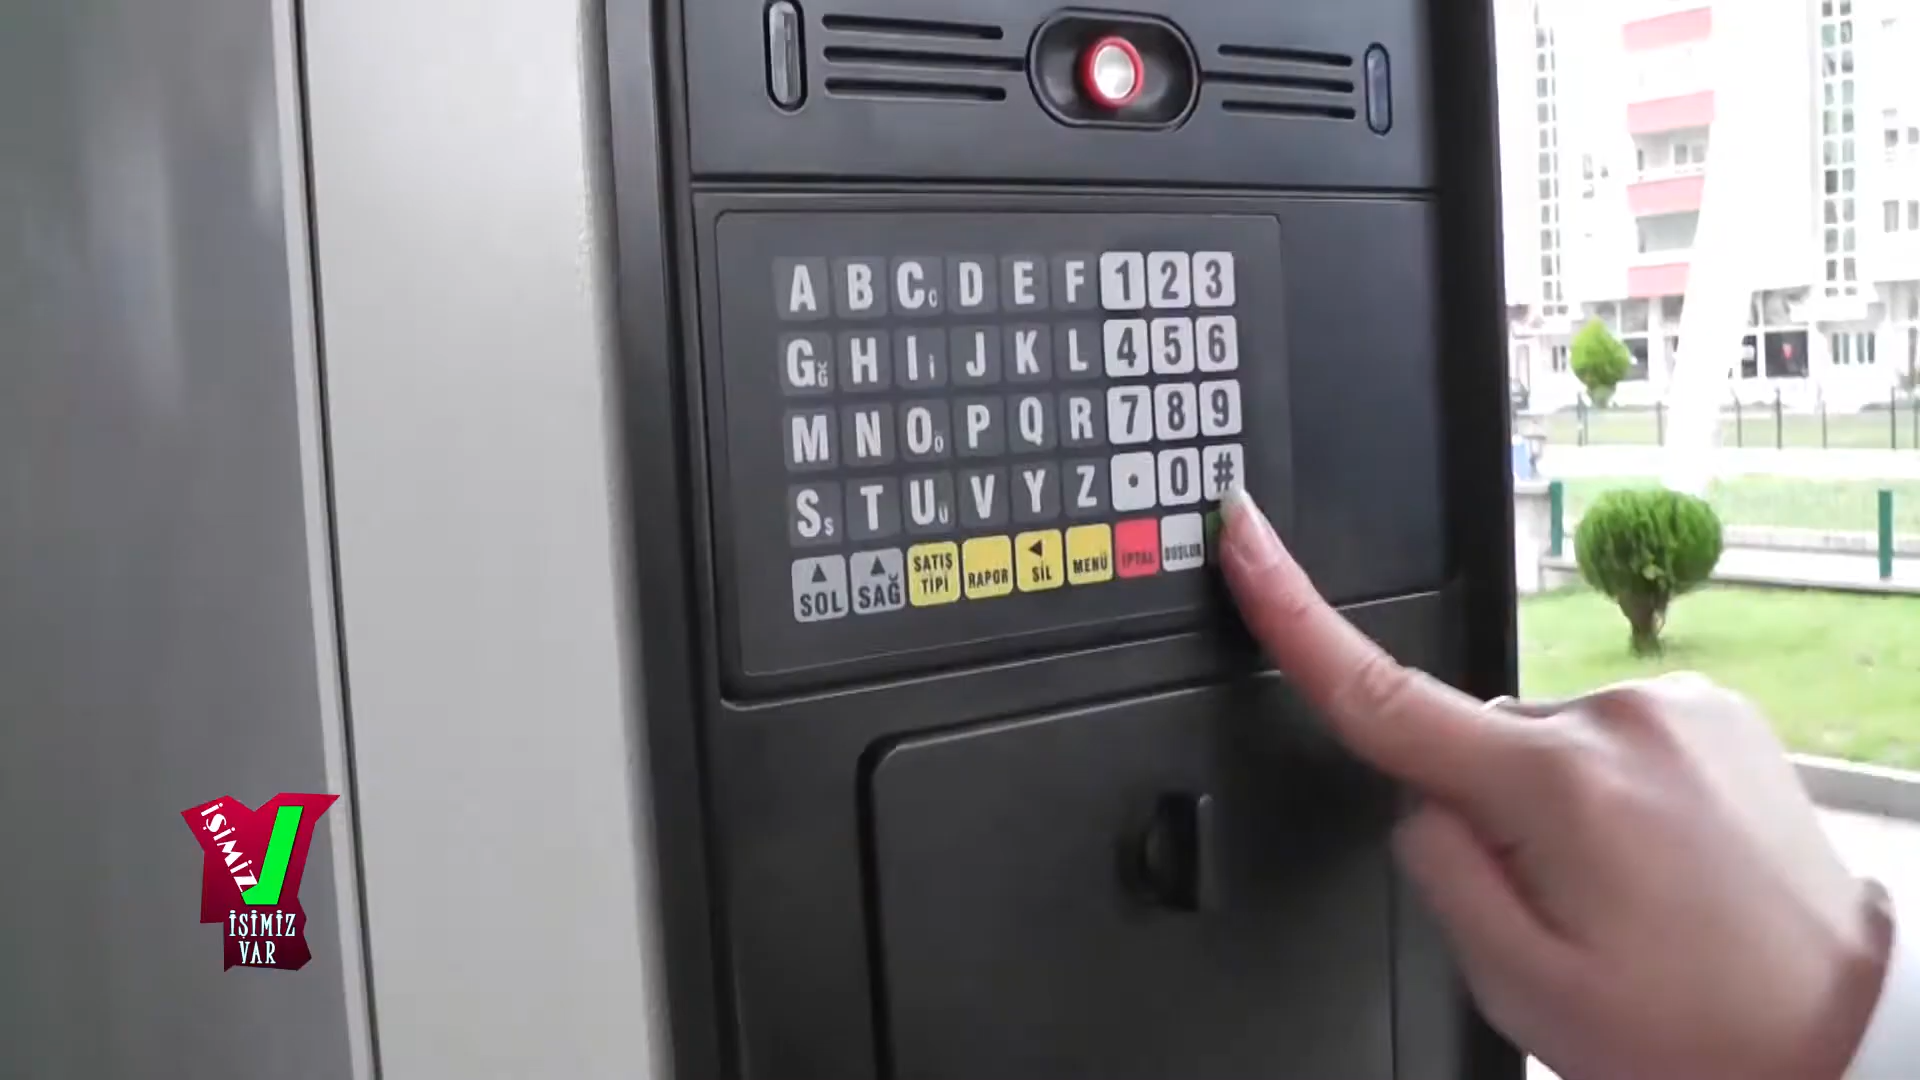 A B C Ç D E F 1 2 3
G Ğ H I İ J K L 4 5 6
M N O Ö P Q R 7 8 9
S Ş T U Ü V Y Z . 0 #
SOL SAĞ SATIŞ TİPİ RAPOR SİL MENÜ İPTAL BOŞLUK
İŞİMİZ
İŞİMİZ
VAR